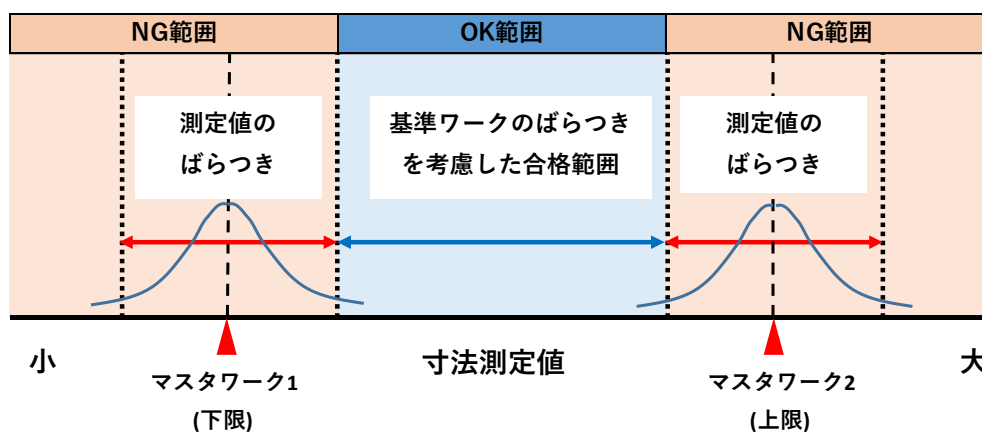 NG範囲
OK範囲
NG範囲
測定値の
ばらつき
基準ワークのばらつき
を考慮した合格範囲
測定値の
ばらつき
小
寸法測定値
大
マスタワーク1
(下限)
マスタワーク2
(上限)